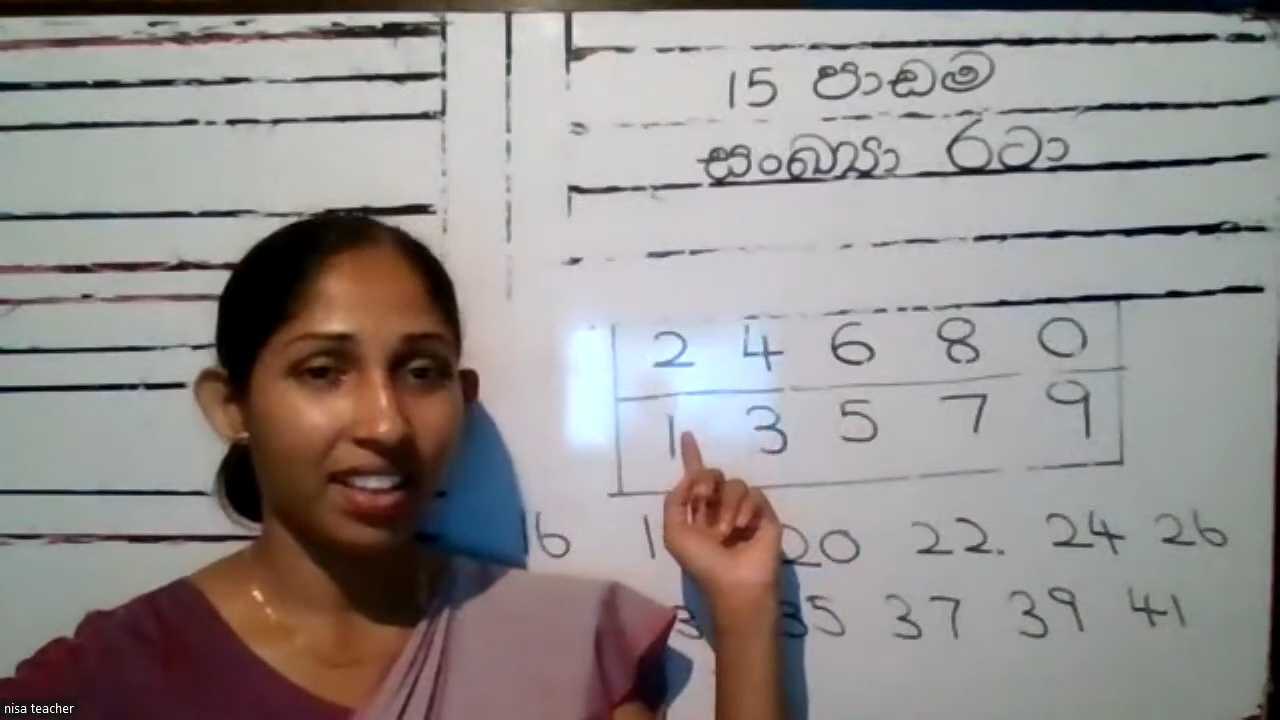 15 පාඩම
සංඛ්‍යා රටා
2 4 6 8 0
1 3 5 7 9
16 20 22. 24 26
35 37 39 41
nisa teacher